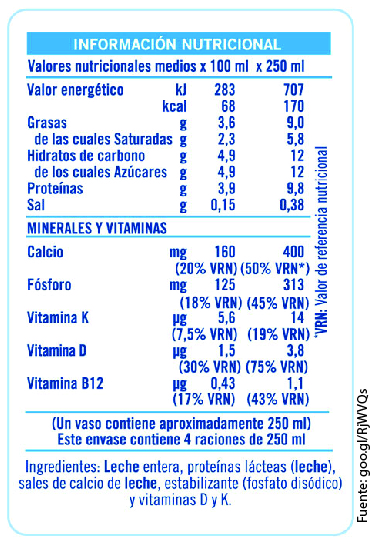 INFORMACIÓN NUTRICIONAL
Valores nutricionales medios x 100 ml x 250 ml
Valor energético kJ 283 707
kcal 68 170
Grasas g 3,6 9,0
de las cuales Saturadas g 2,3 5,8
Hidratos de carbono g 4,9 12
de los cuales Azúcares g 4,9 12
Proteínas g 3,9 9,8
Sal g 0,15 0,38
MINERALES Y VITAMINAS
Calcio mg 160 400
(20% VRN) (50% VRN*)
Fósforo mg 125 313
(18% VRN) (45% VRN)
Vitamina K µg 5,6 14
(7,5% VRN) (19% VRN)
Vitamina D µg 1,5 3,8
(30% VRN) (75% VRN)
Vitamina B12 µg 0,43 1,1
(17% VRN) (43% VRN)
*VRN: Valor de referencia nutricional
(Un vaso contiene aproximadamente 250 ml)
Este envase contiene 4 raciones de 250 ml
Ingredientes: Leche entera, proteínas lácteas (leche),
sales de calcio de leche, estabilizante (fosfato disódico)
y vitaminas D y K.
Fuente: goo.gl/RjWVQs